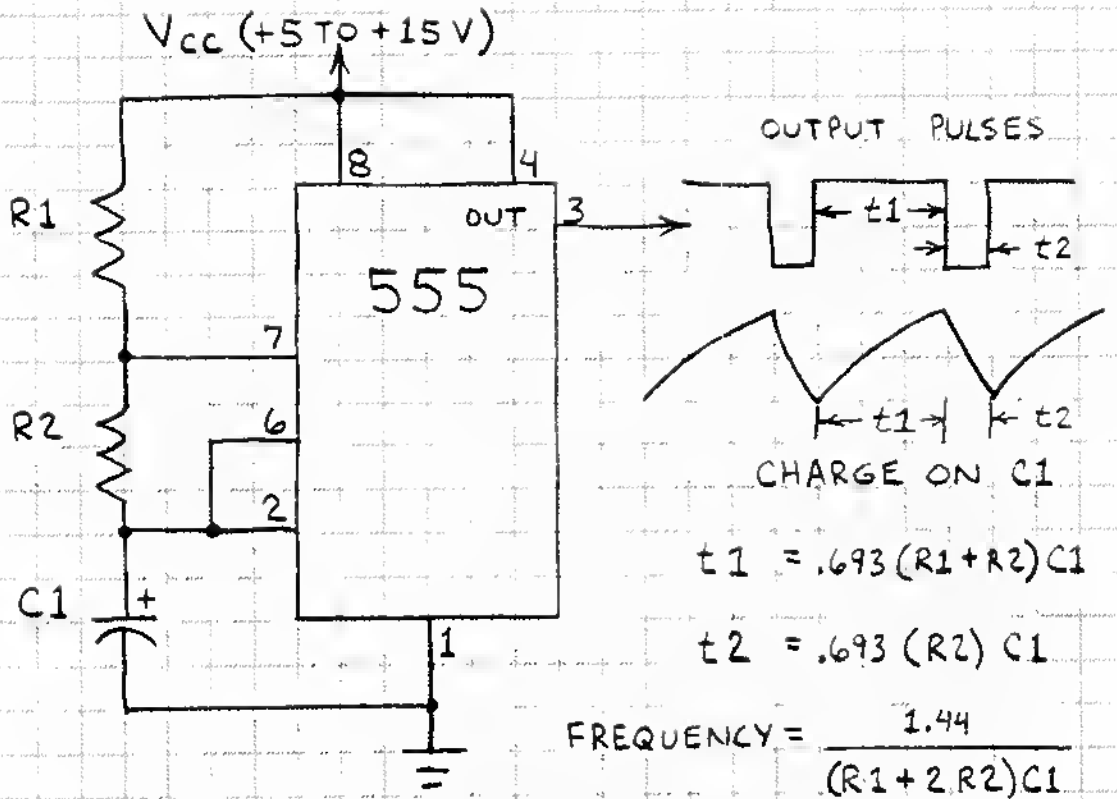 VCC (+5 TO +15 V)
8
4
OUT
3
555
R1
7
R2
6
2
C1
+
1
OUTPUT PULSES
t1
t2
t1
t2
CHARGE ON C1
t1 = .693 (R1+R2) C1
t2 = .693 (R2) C1
FREQUENCY = 1.44
(R1 + 2 R2) C1